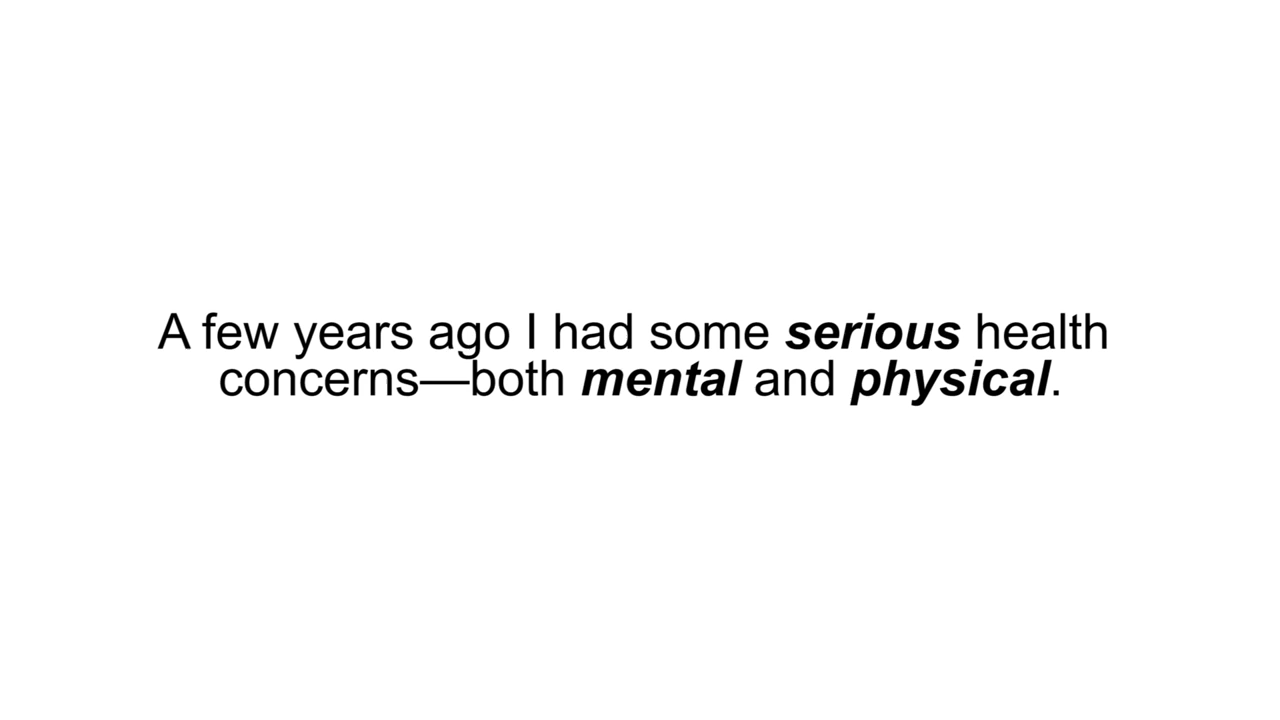 A few years ago I had some serious health
concerns—both mental and physical.